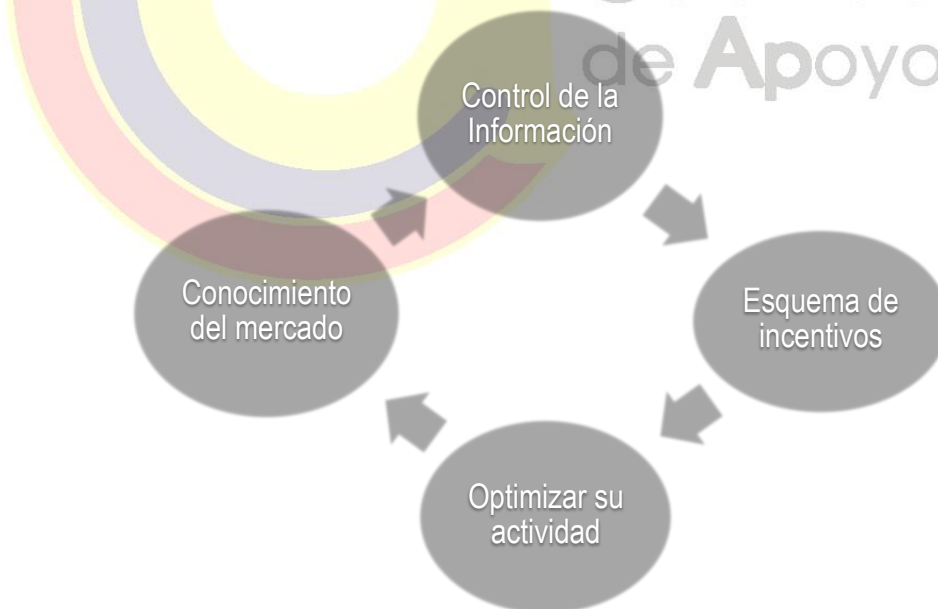 de Apoyo
Control de la
Información
Esquema de
incentivos
Optimizar su
actividad
Conocimiento
del mercado